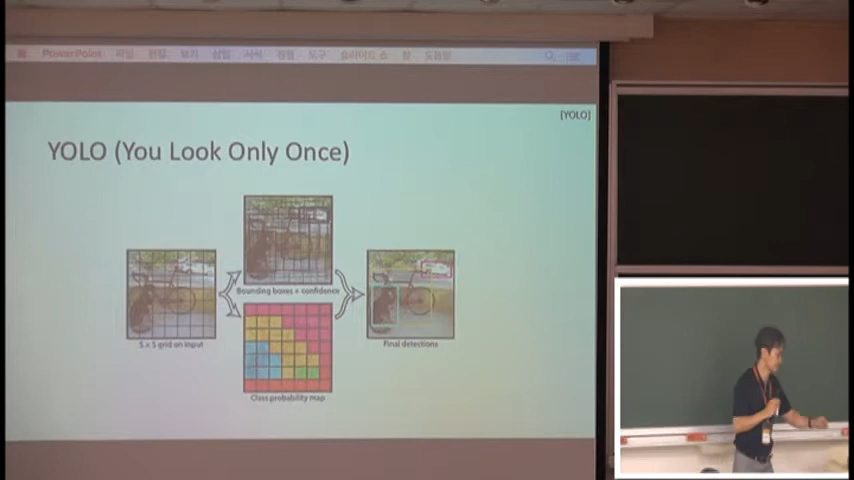 PowerPoint 파일 편집 보기 삽입 서식 정렬 도구 슬라이드 쇼 창 도움말
[YOLO]
YOLO (You Look Only Once)
Bounding boxes + confidence
S × S grid on input
Final detections
Class probability map